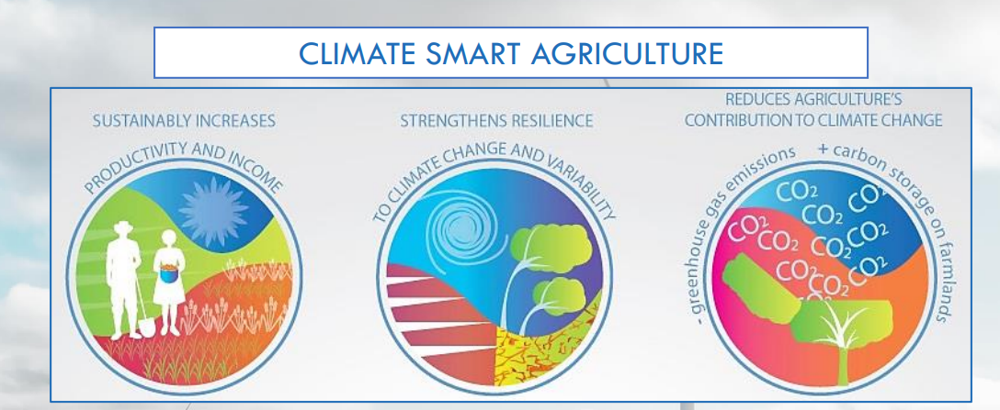 CLIMATE SMART AGRICULTURE
SUSTAINABLY INCREASES
PRODUCTIVITY AND INCOME
STRENGTHENS RESILIENCE
TO CLIMATE CHANGE AND VARIABILITY
REDUCES AGRICULTURE'S
CONTRIBUTION TO CLIMATE CHANGE
- greenhouse gas emissions
+ carbon storage on farmlands
CO₂
CO₂
CO₂
CO₂
CO₂
CO₂
CO₂
CO₂
CO₂
CO₂